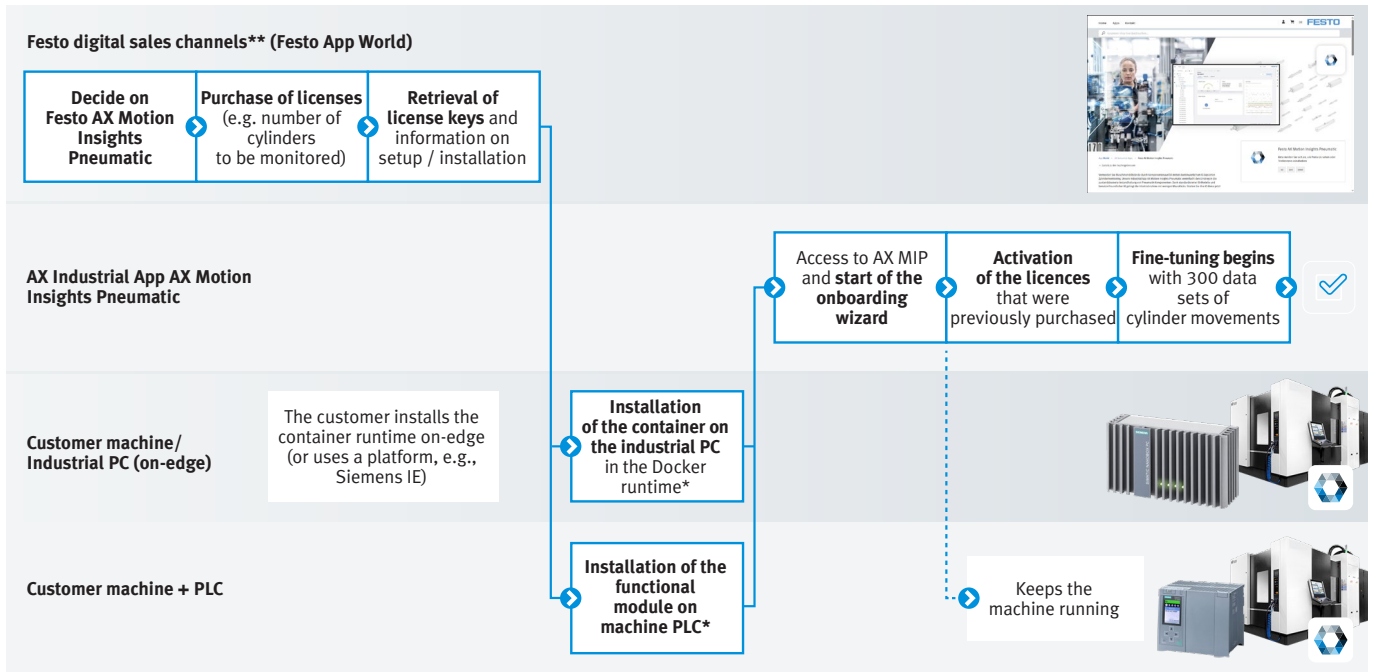 Festo digital sales channels** (Festo App World)
FESTO
Decide on
Festo AX Motion
Insights
Pneumatic
Purchase of licenses
(e.g. number of
cylinders
to be monitored)
Retrieval of
license keys and
information on
setup / installation
AX Industrial App AX Motion
Insights Pneumatic
Access to AX MIP
and start of the
onboarding
wizard
Activation
of the licences
that were
previously purchased
Fine-tuning begins
with 300 data
sets of
cylinder movements
Customer machine/
Industrial PC (on-edge)
The customer installs the
container runtime on-edge
(or uses a platform, e.g.,
Siemens IE)
Installation
of the container on
the industrial PC
in the Docker
runtime*
Customer machine + PLC
Installation of the
functional
module on
machine PLC*
Keeps the
machine running